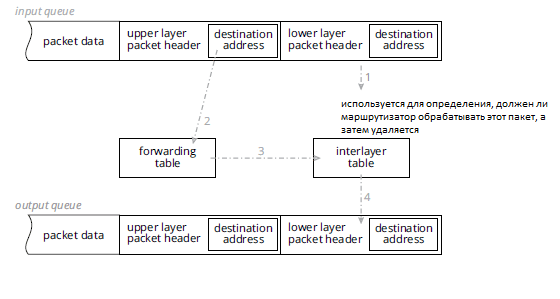 input queue
packet data
upper layer
packet header
destination
address
lower layer
packet header
destination
address
1
используется для определения, должен ли
маршрутизатор обрабатывать этот пакет, а
затем удаляется
2
forwarding
table
3
interlayer
table
4
output queue
packet data
upper layer
packet header
destination
address
lower layer
packet header
destination
address